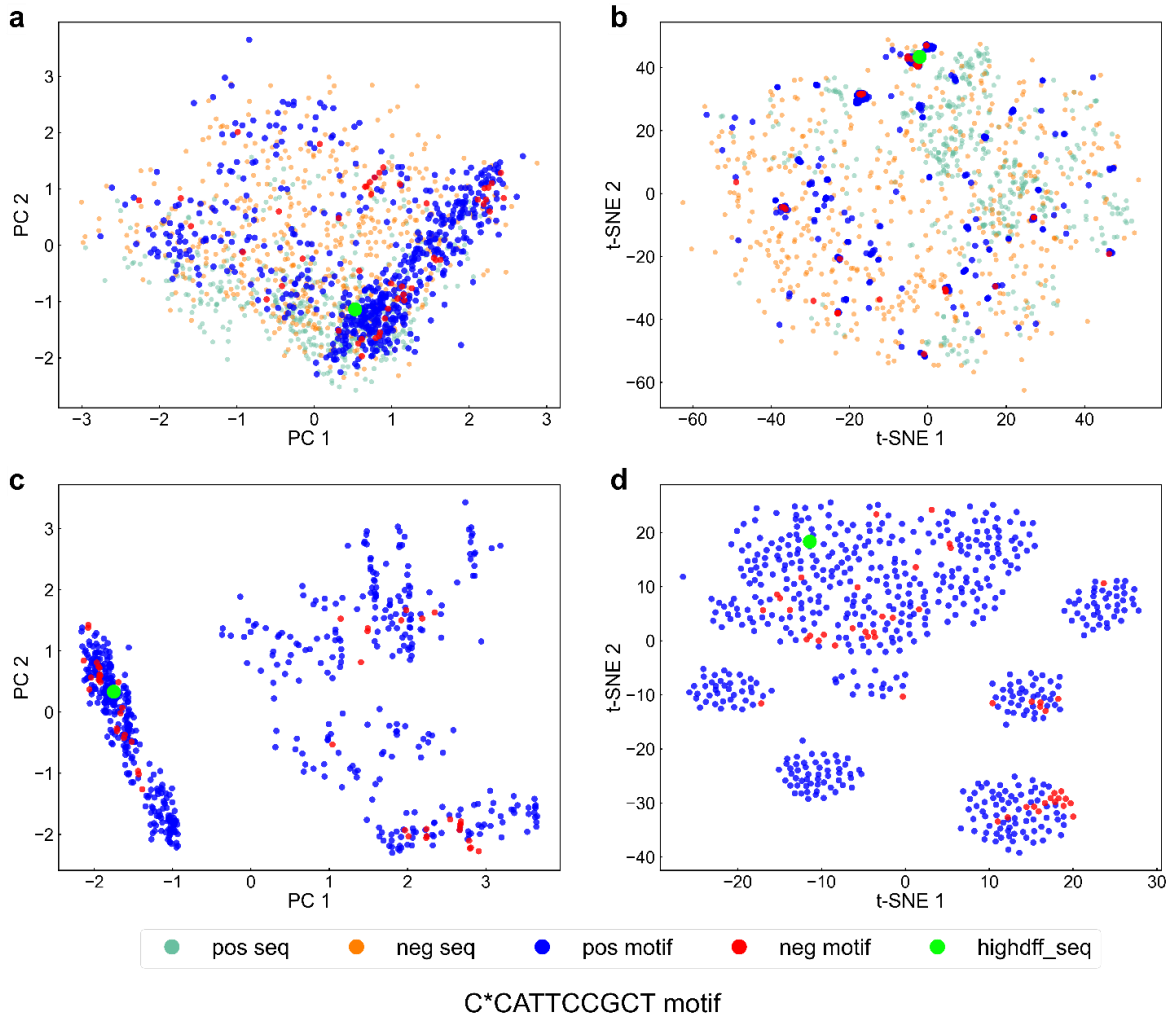 a
3
2
1
0
−1
−2
PC 2
−3 −2 −1 0 1 2 3
PC 1
b
40
20
0
−20
−40
−60
t-SNE 2
−60 −40 −20 0 20 40
t-SNE 1
c
3
2
1
0
−1
−2
PC 2
−2 −1 0 1 2 3
PC 1
d
20
10
0
−10
−20
−30
−40
t-SNE 2
−20 −10 0 10 20 30
t-SNE 1
pos seq neg seq pos motif neg motif highdff_seq
C*CATTCCGCT motif